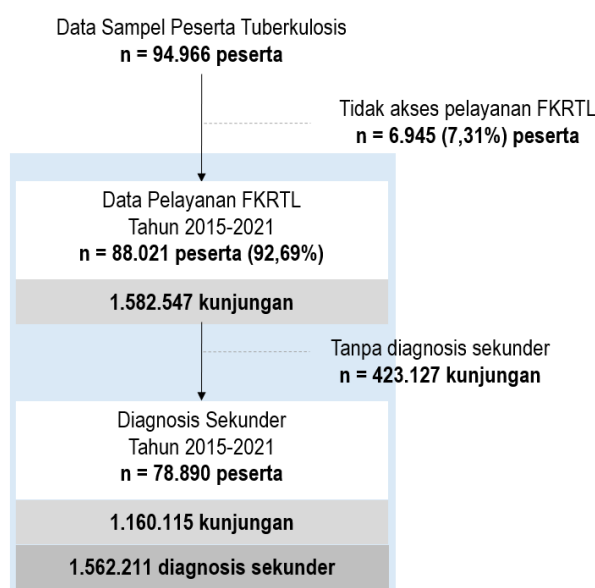 Data Sampel Peserta Tuberkulosis
n = 94.966 peserta
Tidak akses pelayanan FKRTL
n = 6.945 (7,31%) peserta
Data Pelayanan FKRTL
Tahun 2015-2021
n = 88.021 peserta (92,69%)
1.582.547 kunjungan
Tanpa diagnosis sekunder
n = 423.127 kunjungan
Diagnosis Sekunder
Tahun 2015-2021
n = 78.890 peserta
1.160.115 kunjungan
1.562.211 diagnosis sekunder